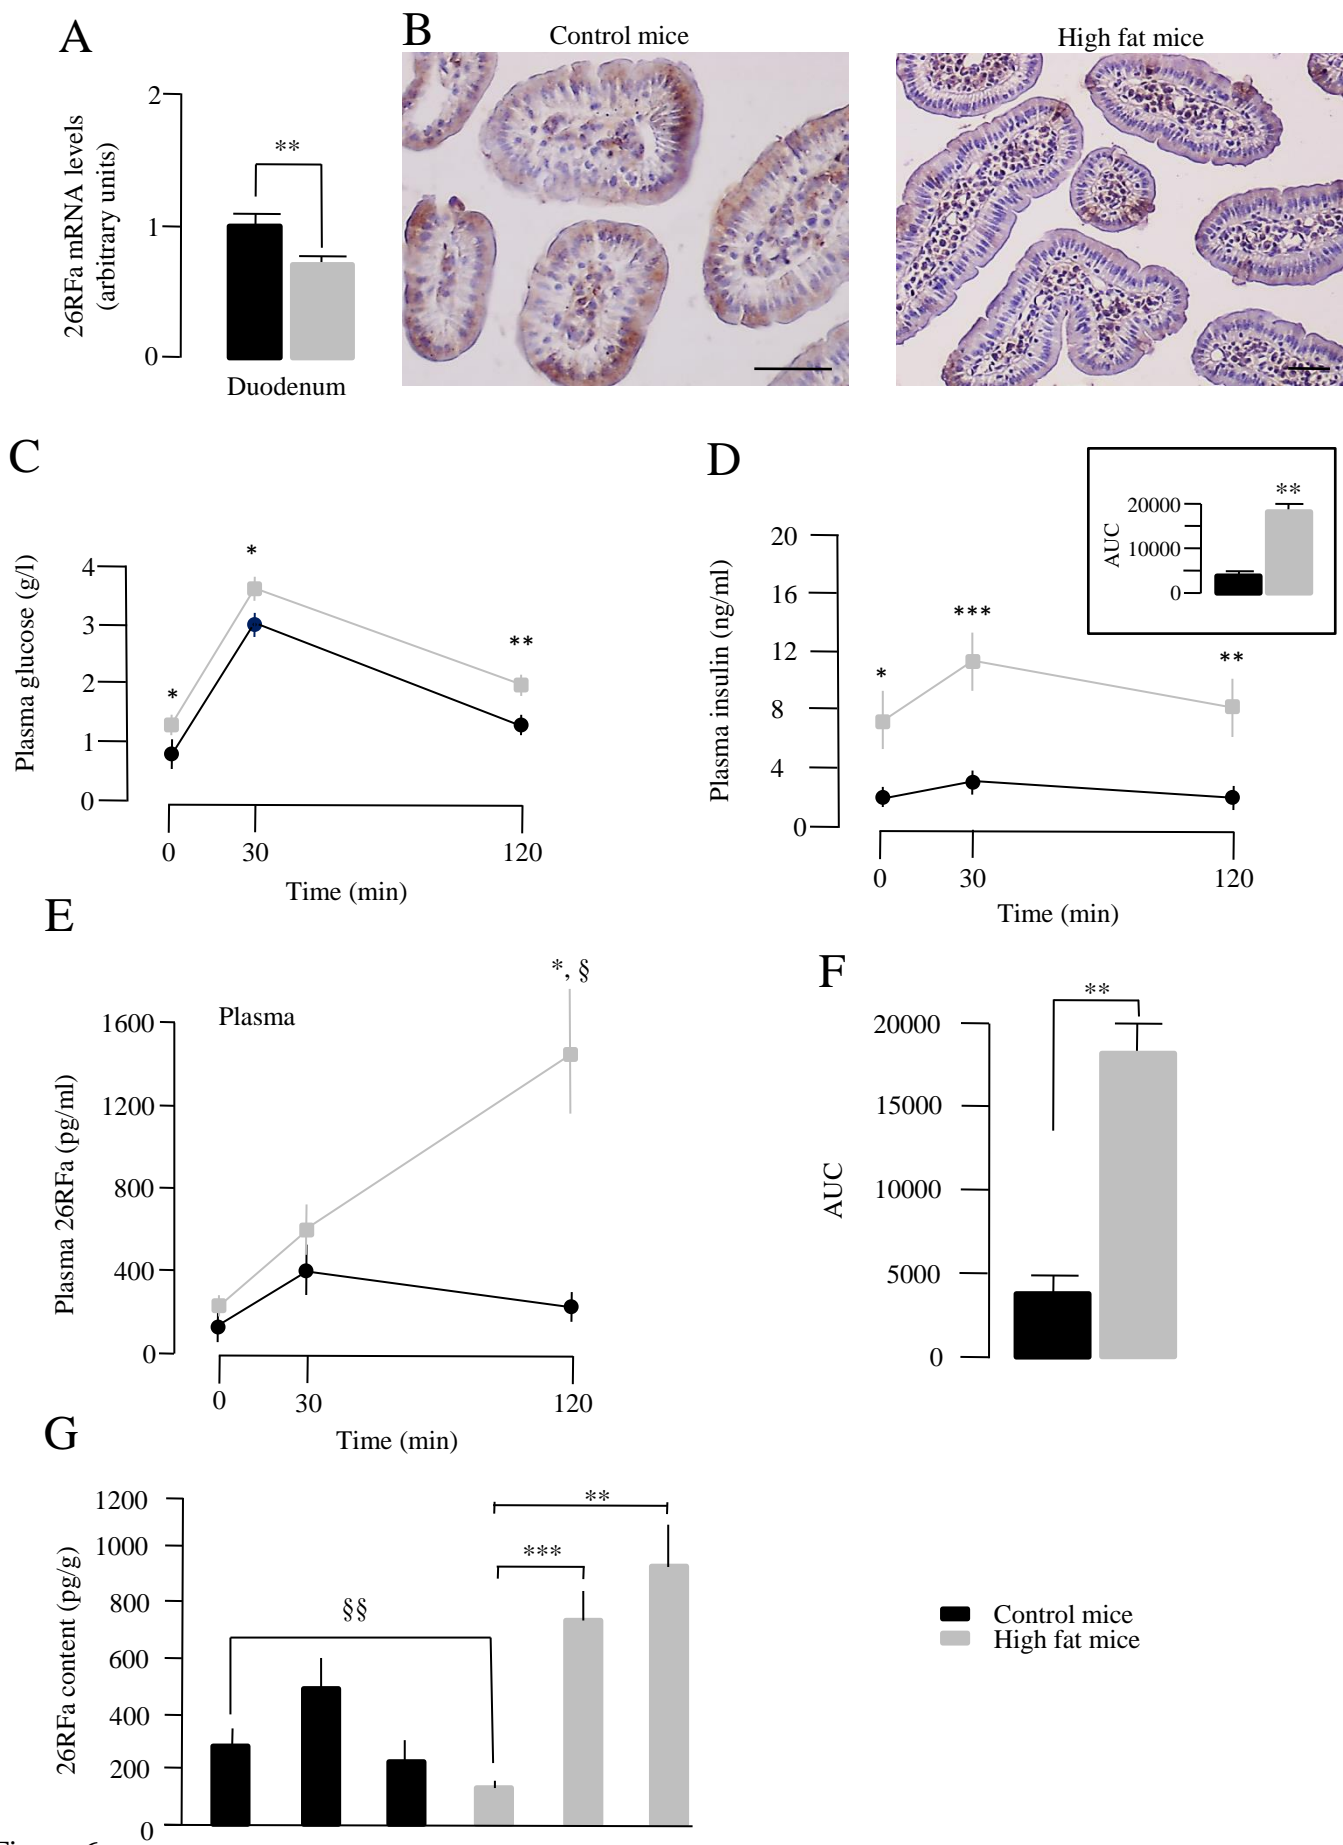 A
26RFa mRNA levels
(arbitrary units)
2
1
0
**
Duodenum
B
Control mice
High fat mice
C
Plasma glucose (g/l)
4
3
2
1
0
*
*
**
0 30 120
Time (min)
D
Plasma insulin (ng/ml)
20
16
12
8
4
0
*
***
**
0 30 120
Time (min)
AUC
20000
10000
0
**
E
Plasma 26RFa (pg/ml)
Plasma
1600
1200
800
400
0
*, §
0 30 120
Time (min)
F
AUC
20000
15000
10000
5000
0
**
G
26RFa content (pg/g)
1200
1000
800
600
400
200
0
§§
***
**
Control mice
High fat mice